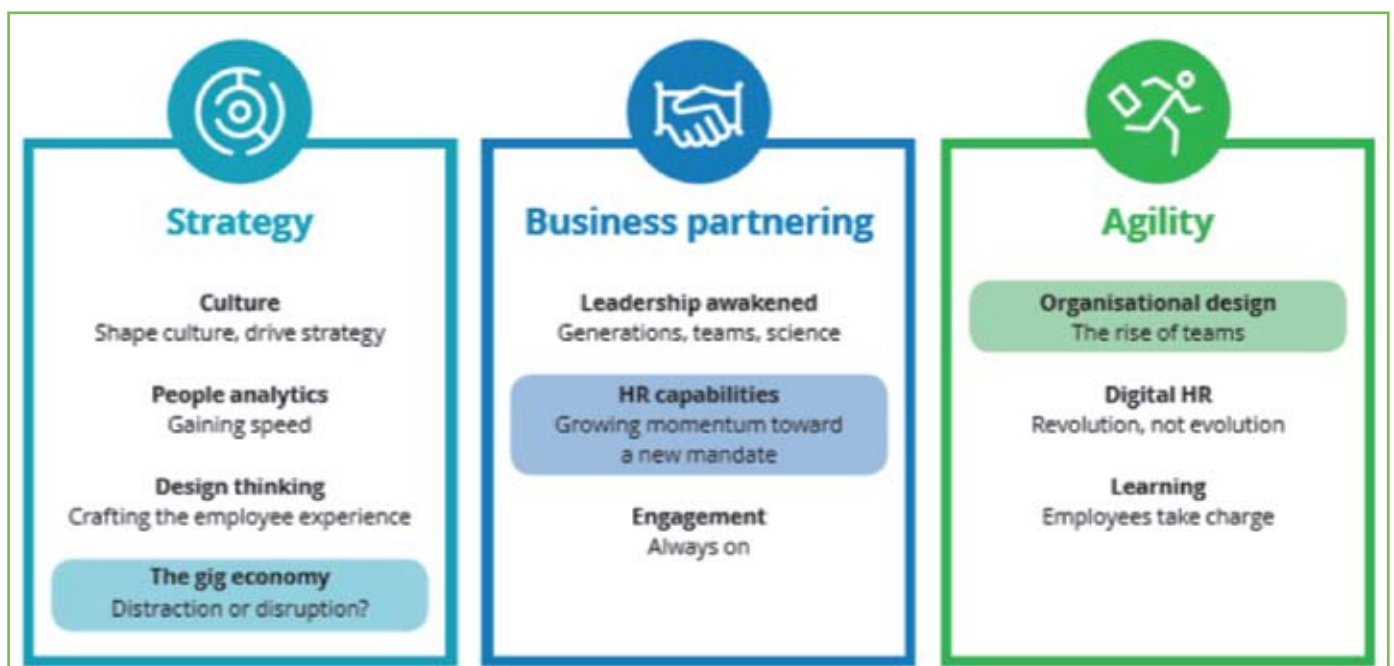 Strategy
Culture
Shape culture, drive strategy
People analytics
Gaining speed
Design thinking
Crafting the employee experience
The gig economy
Distraction or disruption?
Business partnering
Leadership awakened
Generations, teams, science
HR capabilities
Growing momentum toward
a new mandate
Engagement
Always on
Agility
Organisational design
The rise of teams
Digital HR
Revolution, not evolution
Learning
Employees take charge